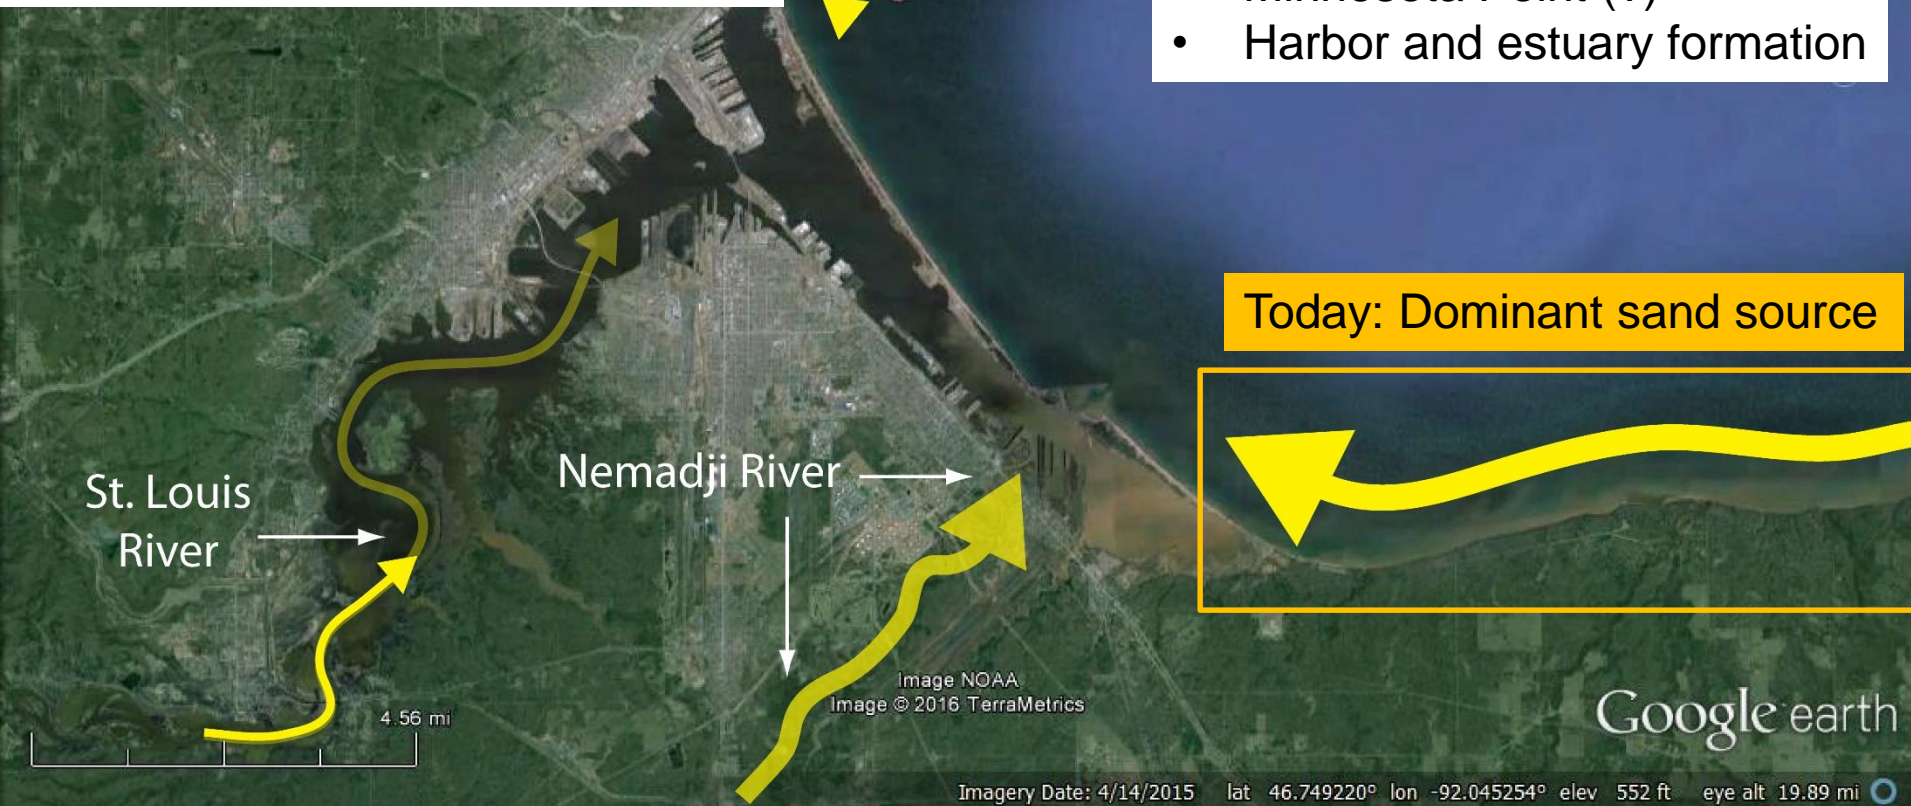 Minnesota Point (?)
• Harbor and estuary formation
Today: Dominant sand source
Nemadji River
St. Louis
River
4.56 mi
Image NOAA
Image © 2016 TerraMetrics
Google earth
Imagery Date: 4/14/2015 lat 46.749220° lon -92.045254° elev 552 ft eye alt 19.89 mi